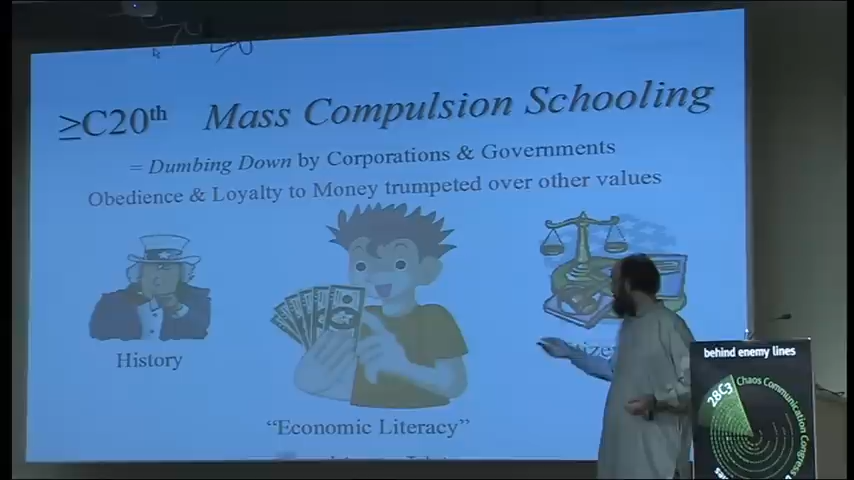 ≥C20th Mass Compulsion Schooling
= Dumbing Down by Corporations & Governments
Obedience & Loyalty to Money trumpeted over other values
History
"Economic Literacy"
behind enemy lines
28C3 Chaos Communication Congress